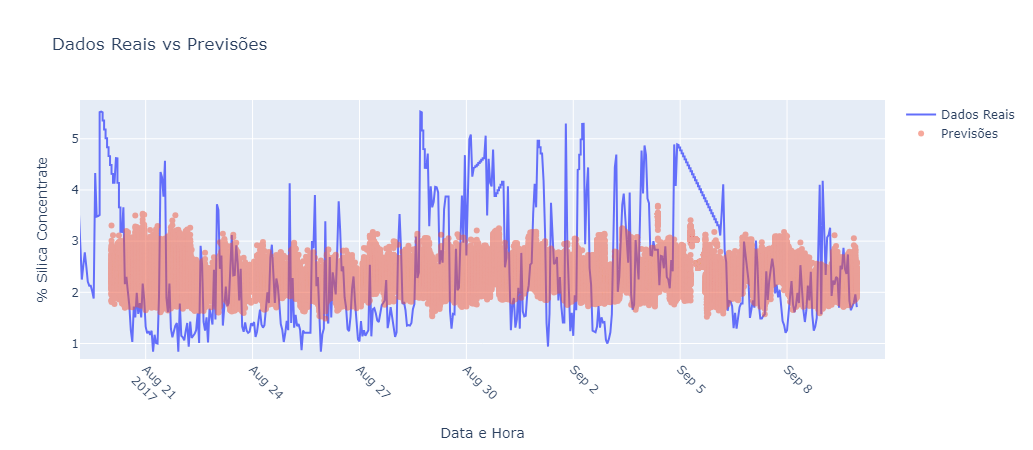 Dados Reais vs Previsões
Dados Reais
Previsões
% Silica Concentrate
5
4
3
2
1
Aug 21
2017
Aug 24
Aug 27
Aug 30
Sep 2
Sep 5
Sep 8
Data e Hora